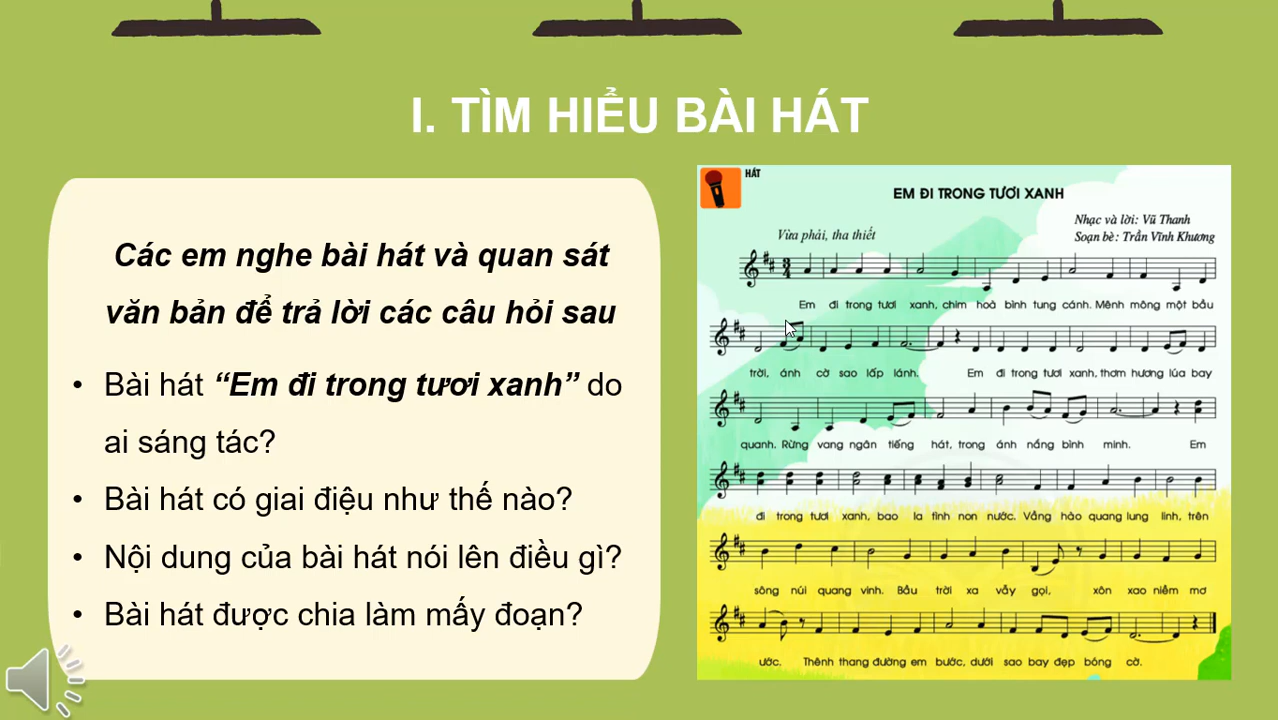 I. TÌM HIỂU BÀI HÁT
Các em nghe bài hát và quan sát
văn bản để trả lời các câu hỏi sau
• Bài hát “Em đi trong tươi xanh” do
ai sáng tác?
• Bài hát có giai điệu như thế nào?
• Nội dung của bài hát nói lên điều gì?
• Bài hát được chia làm mấy đoạn?
HÁT
EM ĐI TRONG TƯƠI XANH
Nhạc và lời: Vũ Thanh
Vừa phải, tha thiết
Soạn bè: Trần Vĩnh Khương
3
4
Em đi trong tươi xanh, chim hoà bình tung cánh. Mênh mông một bầu
trời, ánh cờ sao lấp lánh. Em đi trong tươi xanh, thơm hương lúa bay
quanh. Rừng vang ngân tiếng hát, trong ánh nắng bình minh. Em
đi trong tươi xanh, bao la tình non nước. Vầng hào quang lung linh, trên
sông núi quang vinh. Bầu trời xa vẫy gọi, xôn xao niềm mơ
ước. Thênh thang đường em bước, dưới sao bay đẹp bóng cờ.